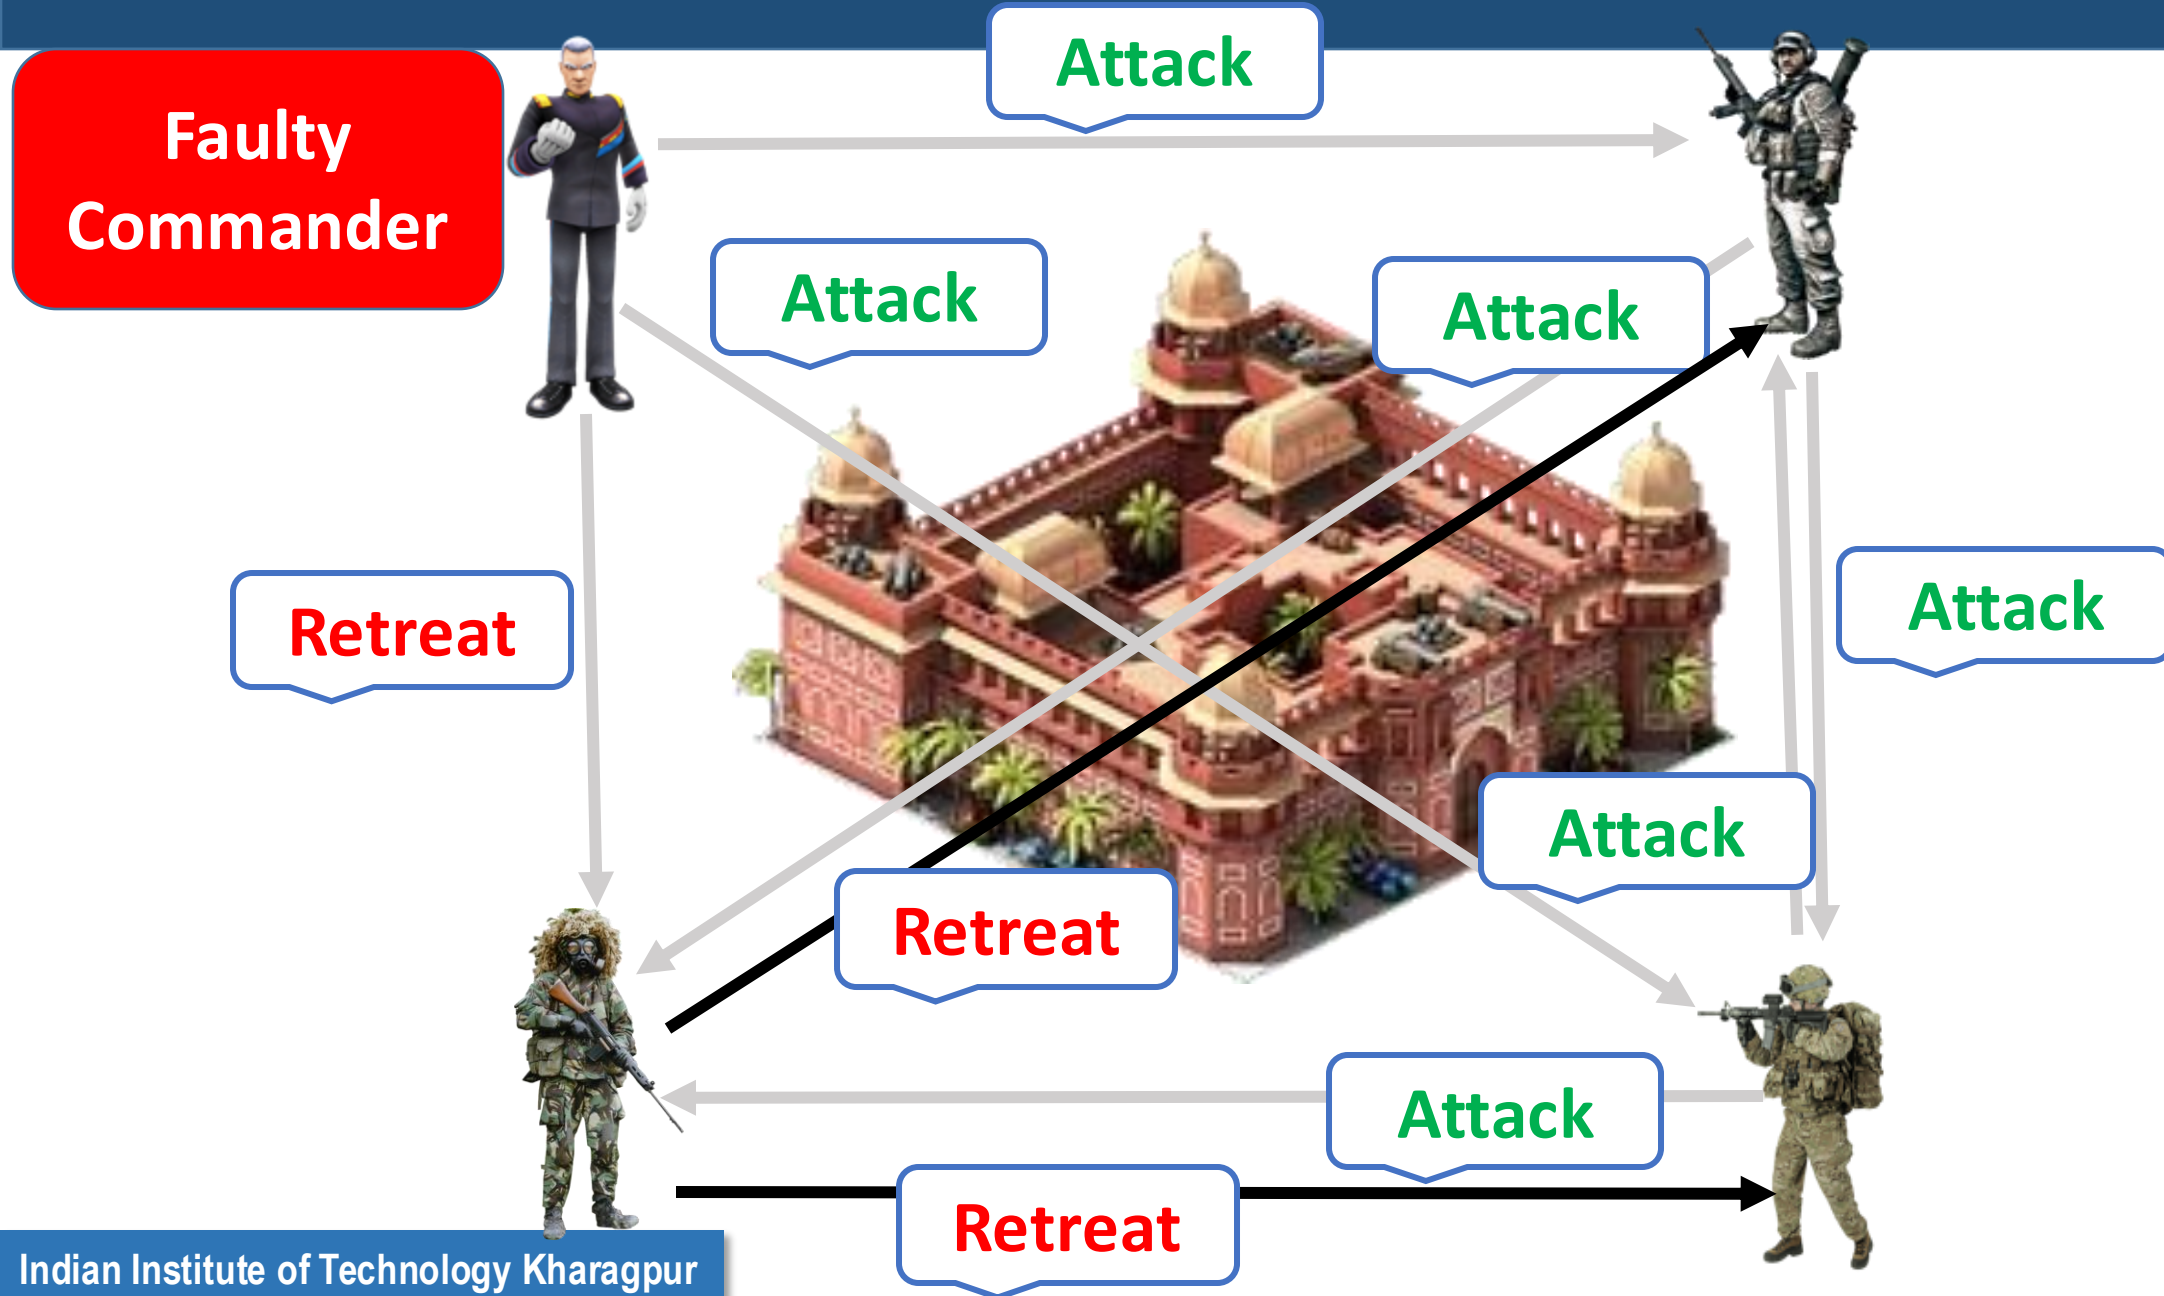 Attack
Faulty
Commander
Attack
Attack
Retreat
Attack
Attack
Retreat
Attack
Retreat
Indian Institute of Technology Kharagpur